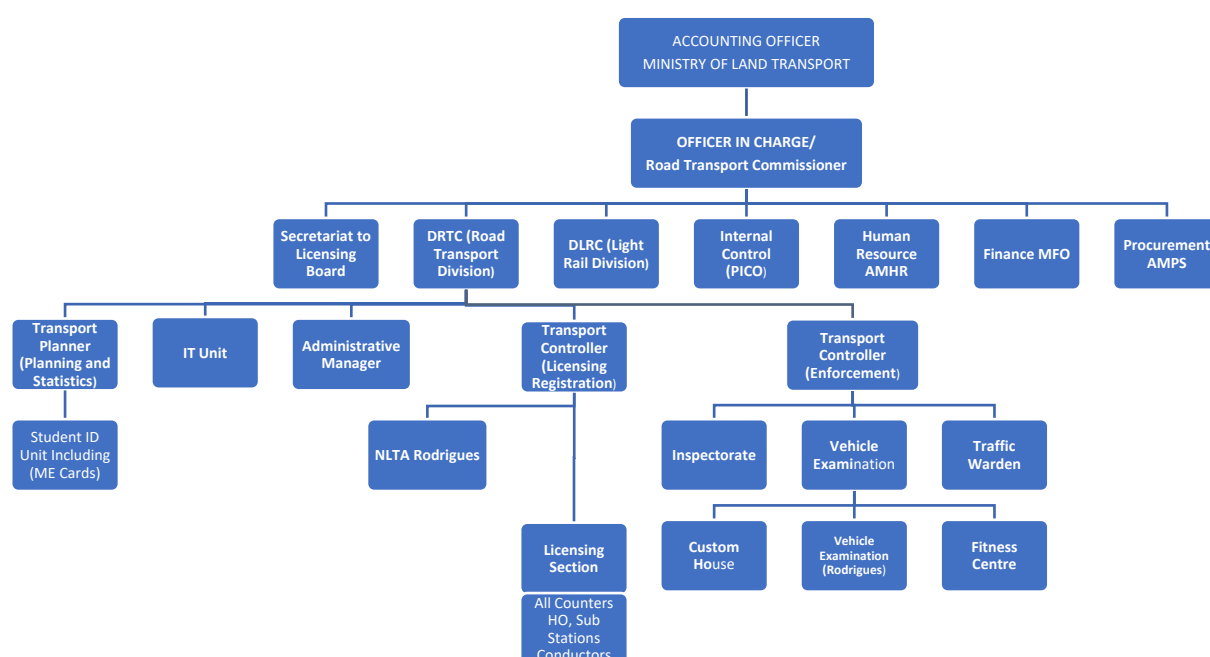 ACCOUNTING OFFICER
MINISTRY OF LAND TRANSPORT
OFFICER IN CHARGE/
Road Transport Commissioner
Secretariat to
Licensing
Board
DRTC (Road
Transport
Division)
DLRC (Light
Rail Division)
Internal
Control
(PICO)
Human
Resource
AMHR
Finance MFO
Procurement
AMPS
Transport
Planner
(Planning and
Statistics)
IT Unit
Administrative
Manager
Transport
Controller
(Licensing
Registration)
Transport
Controller
(Enforcement)
Student ID
Unit Including
(ME Cards)
NLTA Rodrigues
Inspectorate
Vehicle
Examination
Traffic
Warden
Licensing
Section
Custom
House
Vehicle
Examination
(Rodrigues)
Fitness
Centre
All Counters
HO, Sub
Stations
Conductors